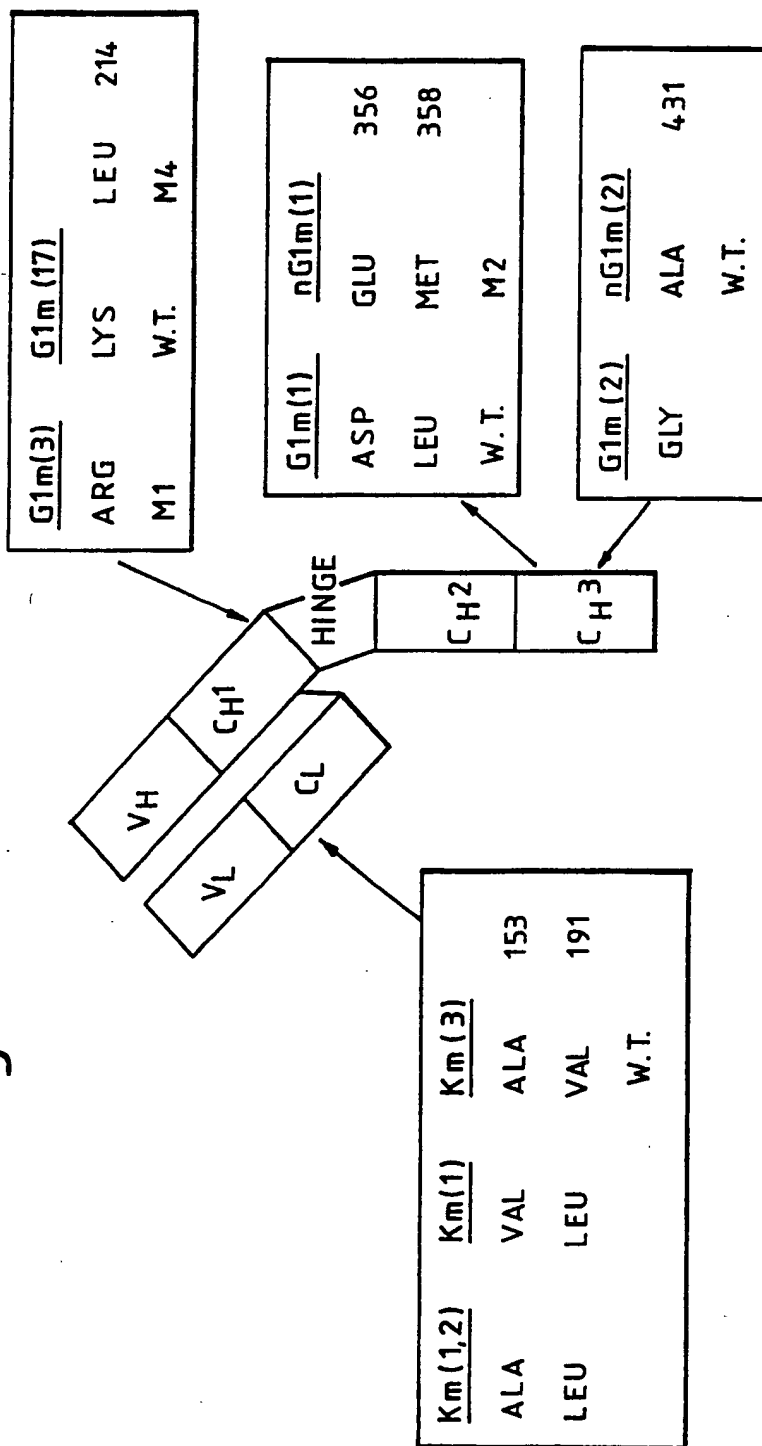 G1m(3) G1m(17)
ARG LYS LEU 214
M1 W.T. M4
G1m(1) nG1m(1)
ASP GLU 356
LEU MET 358
W.T. M2
G1m(2) nG1m(2)
GLY ALA 431
W.T.
VH CH1
VL CL
HINGE
CH2
CH3
Km(1,2) Km(1) Km(3)
ALA VAL ALA 153
LEU LEU VAL 191
W.T.